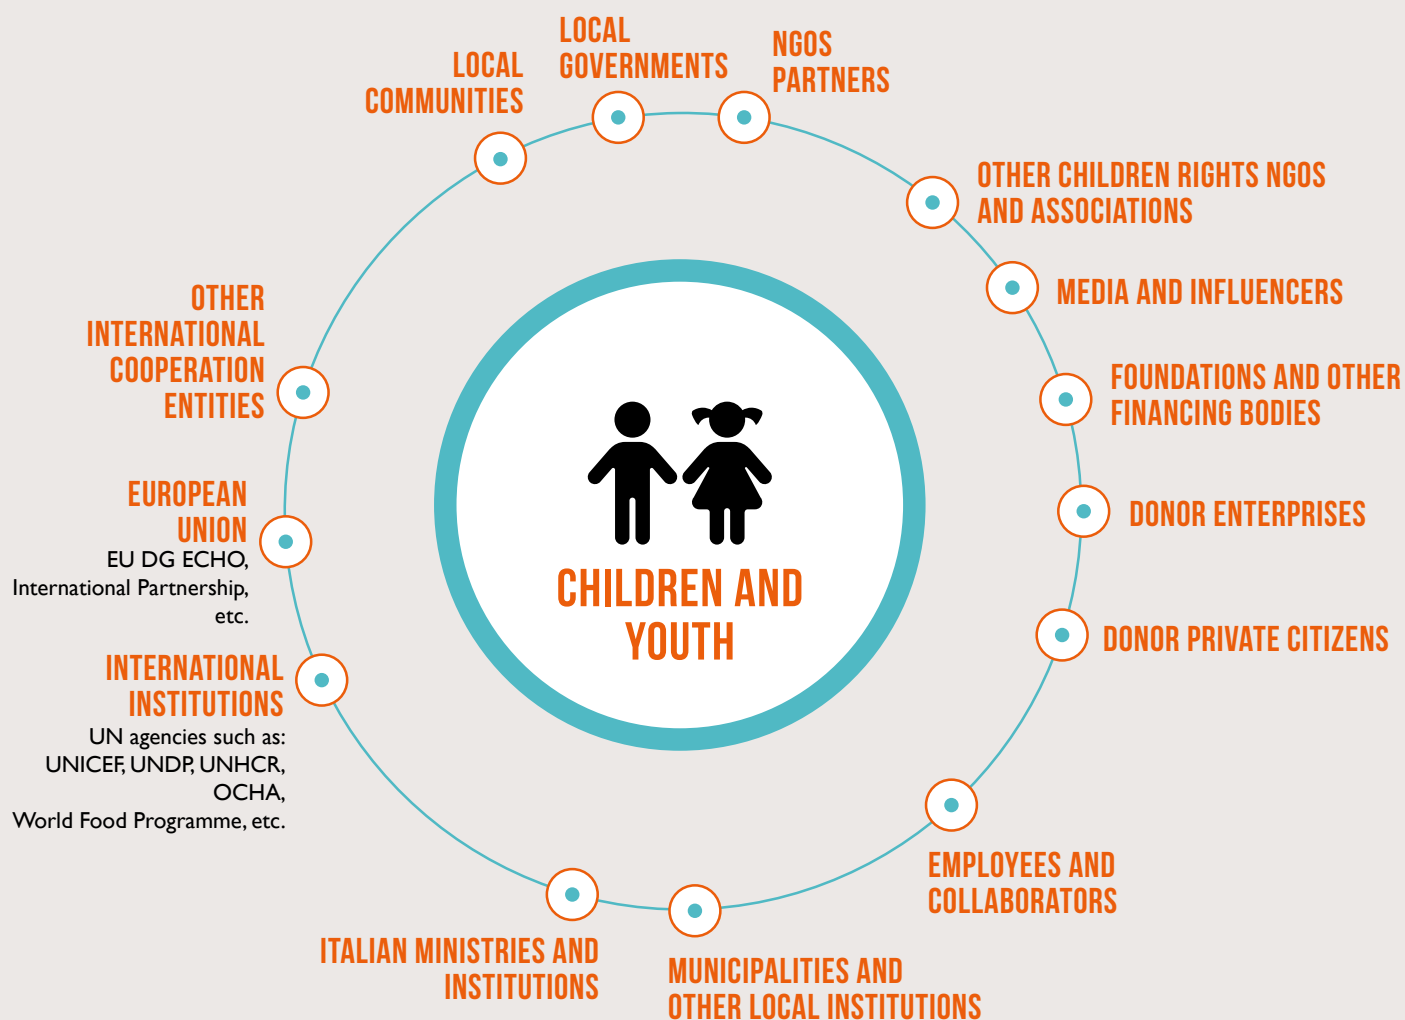 LOCAL
GOVERNMENTS
NGOS
PARTNERS
LOCAL
COMMUNITIES
OTHER CHILDREN RIGHTS NGOS
AND ASSOCIATIONS
MEDIA AND INFLUENCERS
FOUNDATIONS AND OTHER
FINANCING BODIES
DONOR ENTERPRISES
DONOR PRIVATE CITIZENS
EMPLOYEES AND
COLLABORATORS
MUNICIPALITIES AND
OTHER LOCAL INSTITUTIONS
ITALIAN MINISTRIES AND
INSTITUTIONS
INTERNATIONAL
INSTITUTIONS
UN agencies such as:
UNICEF, UNDP, UNHCR,
OCHA,
World Food Programme, etc.
EUROPEAN
UNION
EU DG ECHO,
International Partnership,
etc.
OTHER
INTERNATIONAL
COOPERATION
ENTITIES
CHILDREN AND
YOUTH